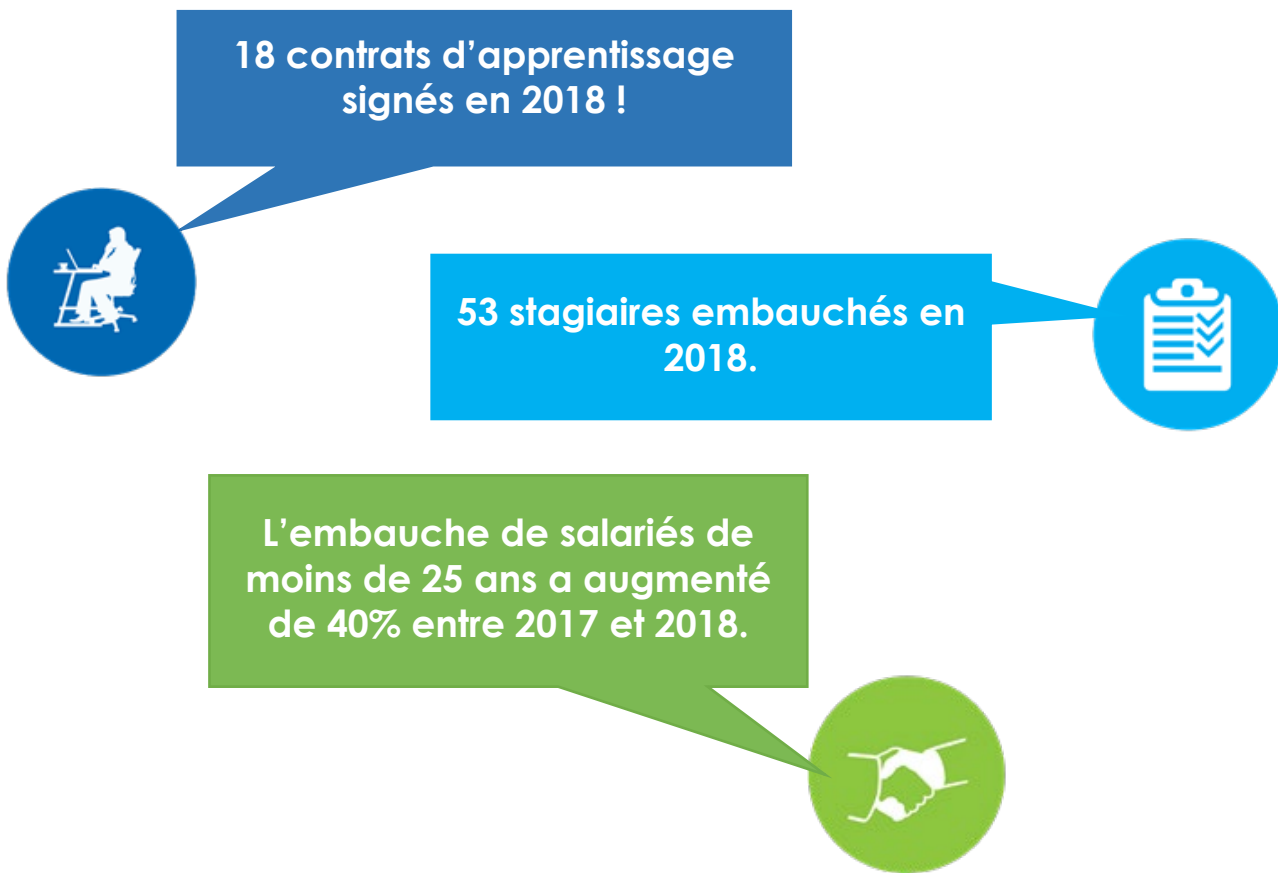 18 contrats d’apprentissage
signés en 2018 !
53 stagiaires embauchés en
2018.
L’embauche de salariés de
moins de 25 ans a augmenté
de 40% entre 2017 et 2018.